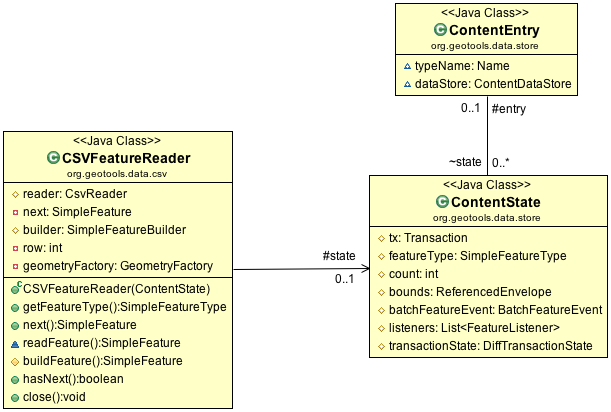 <<Java Class>>
ContentEntry
org.geotools.data.store
typeName: Name
dataStore: ContentDataStore
0..1 #entry
~state 0..*
<<Java Class>>
CSVFeatureReader
org.geotools.data.csv
reader: CsvReader
next: SimpleFeature
builder: SimpleFeatureBuilder
row: int
geometryFactory: GeometryFactory
CSVFeatureReader(ContentState)
getFeatureType():SimpleFeatureType
next():SimpleFeature
readFeature():SimpleFeature
buildFeature():SimpleFeature
hasNext():boolean
close():void
#state
0..1
<<Java Class>>
ContentState
org.geotools.data.store
tx: Transaction
featureType: SimpleFeatureType
count: int
bounds: ReferencedEnvelope
batchFeatureEvent: BatchFeatureEvent
listeners: List<FeatureListener>
transactionState: DiffTransactionState